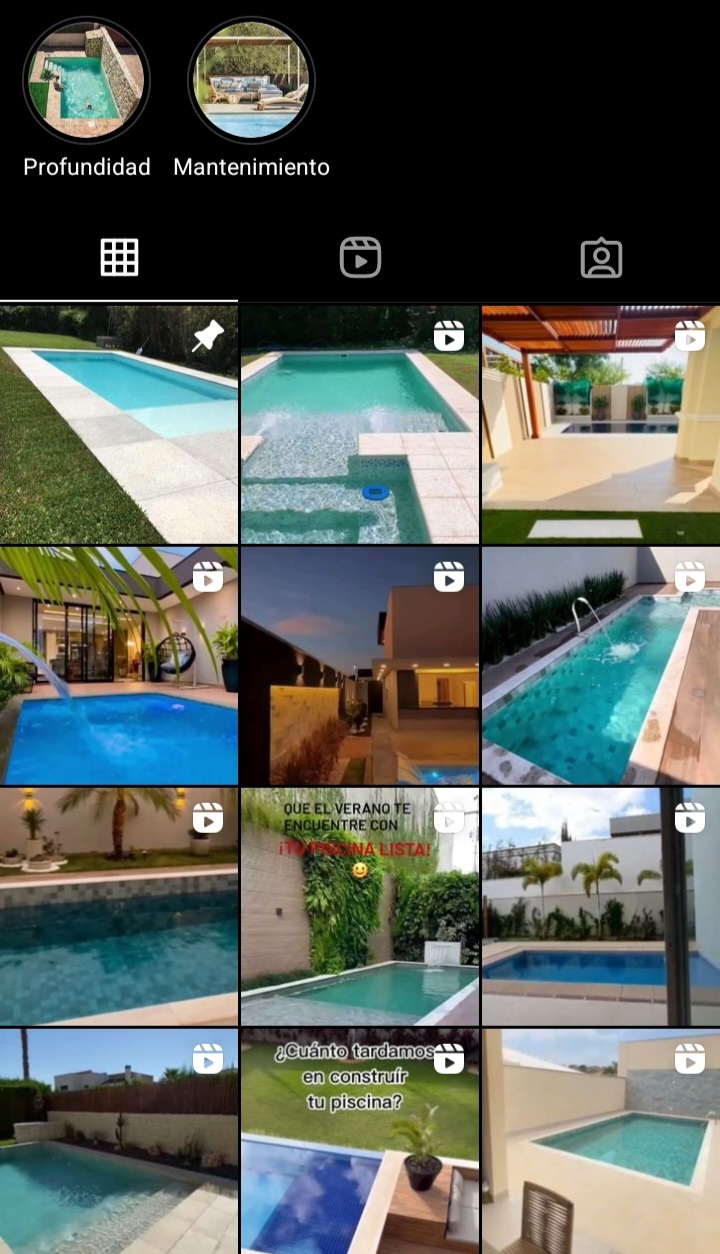 Profundidad
Mantenimiento
QUE EL VERANO TE
ENCUENTRE CON
¡TU PISCINA LISTA!
¿Cuánto tardamos
en construír
tu piscina?